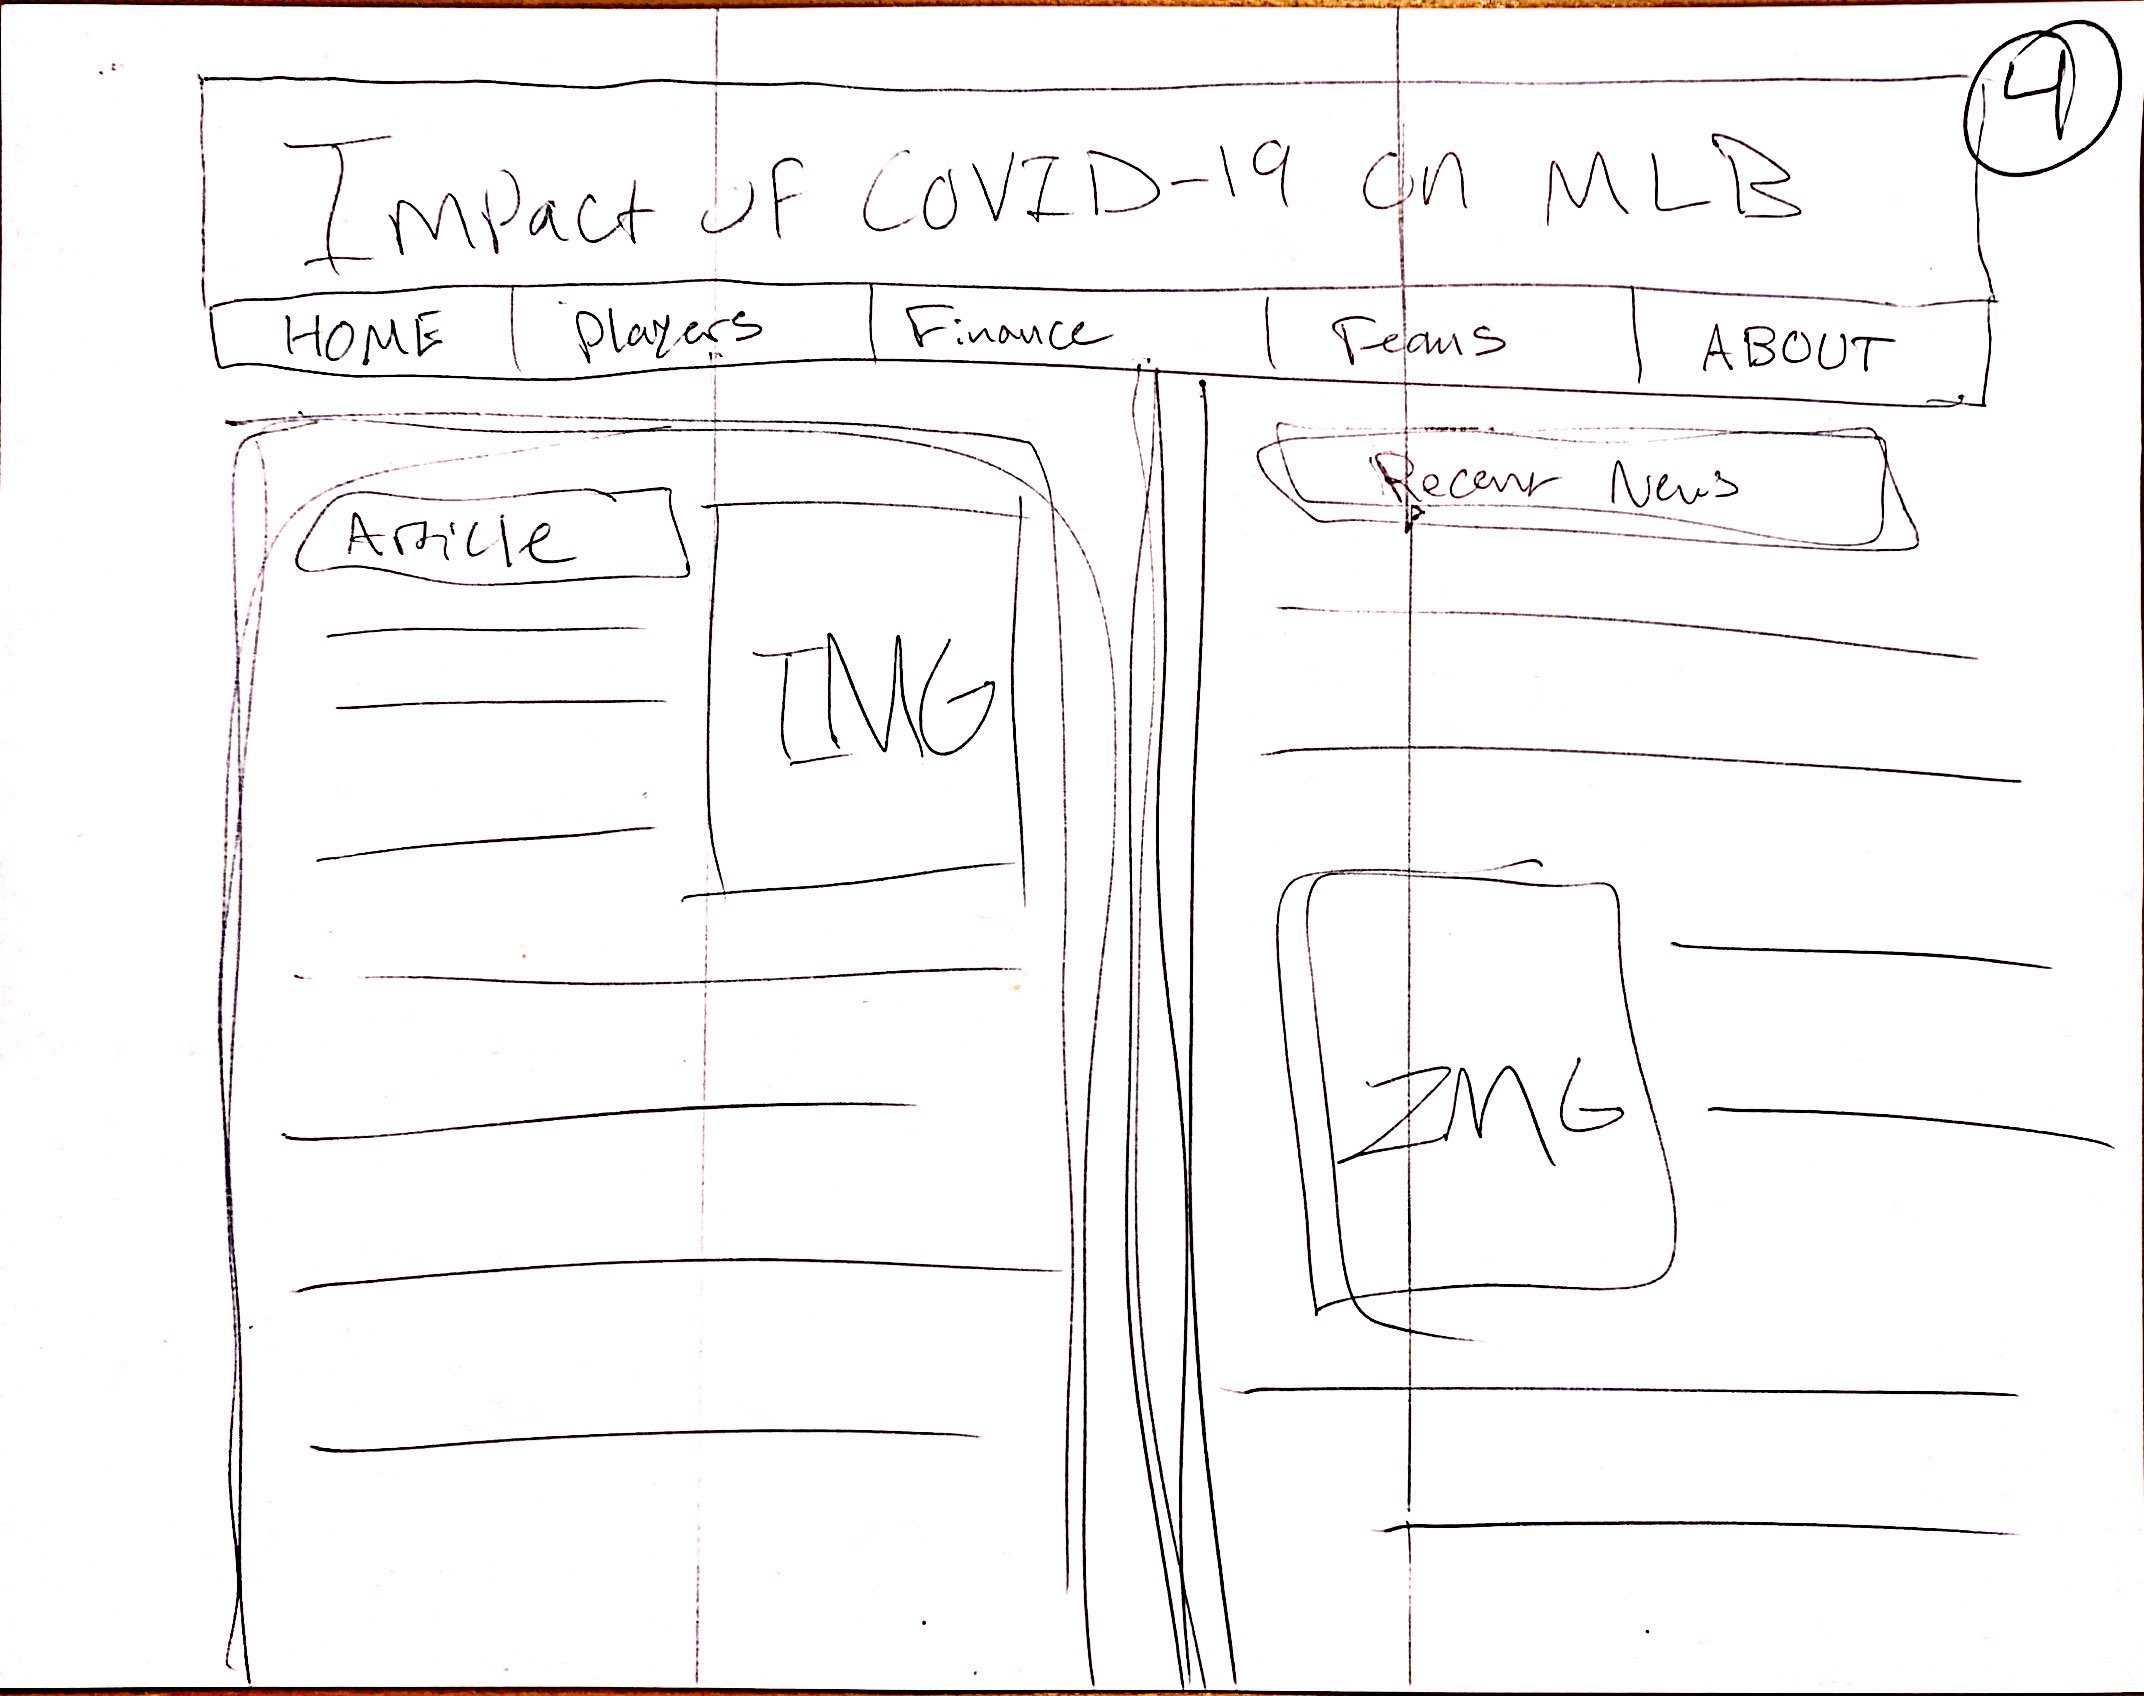 4
Impact of COVID-19 on MLB
HOME Players Finance Teams ABOUT
Article
IMG
Recent News
IMG